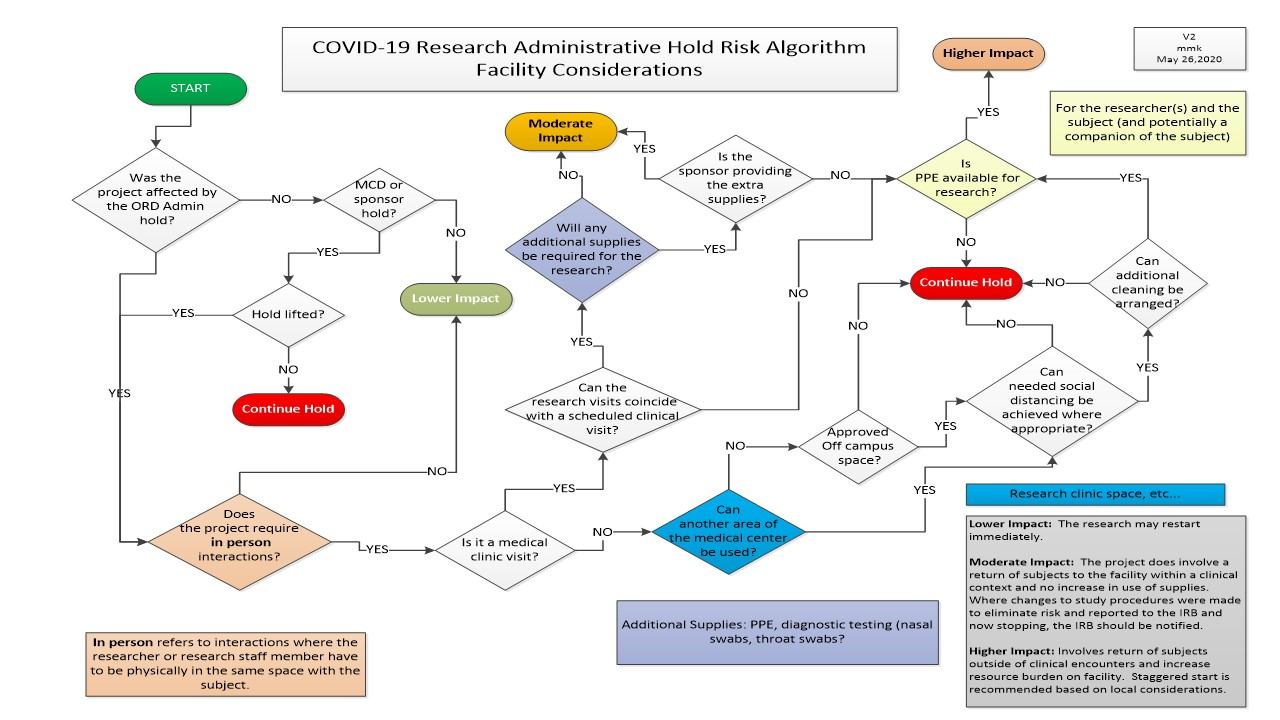 COVID-19 Research Administrative Hold Risk Algorithm
Facility Considerations
V2
mmk
May 26,2020
START
Higher Impact
For the researcher(s) and the
subject (and potentially a
companion of the subject)
Moderate
Impact
YES
YES
Was the
project affected by
the ORD Admin
hold?
NO
MCD or
sponsor
hold?
NO
YES
Is the
sponsor providing
the extra
supplies?
NO
Is
PPE available for
research?
YES
NO
Will any
additional supplies
be required for the
research?
YES
NO
Continue Hold
NO
Can
additional
cleaning be
arranged?
Lower Impact
Hold lifted?
YES
NO
Continue Hold
YES
YES
NO
NO
NO
YES
Can the
research visits coincide
with a scheduled clinical
visit?
Can
needed social
distancing be
achieved where
appropriate?
Approved
Off campus
space?
YES
NO
NO
YES
YES
Does
the project require
in person
interactions?
YES
Is it a medical
clinic visit?
NO
Can
another area of
the medical center
be used?
Research clinic space, etc...
Lower Impact: The research may restart
immediately.
Moderate Impact: The project does involve a
return of subjects to the facility within a clinical
context and no increase in use of supplies.
Where changes to study procedures were made
to eliminate risk and reported to the IRB and
now stopping, the IRB should be notified.
Higher Impact: Involves return of subjects
outside of clinical encounters and increase
resource burden on facility. Staggered start is
recommended based on local considerations.
Additional Supplies: PPE, diagnostic testing (nasal
swabs, throat swabs?
In person refers to interactions where the
researcher or research staff member have
to be physically in the same space with the
subject.